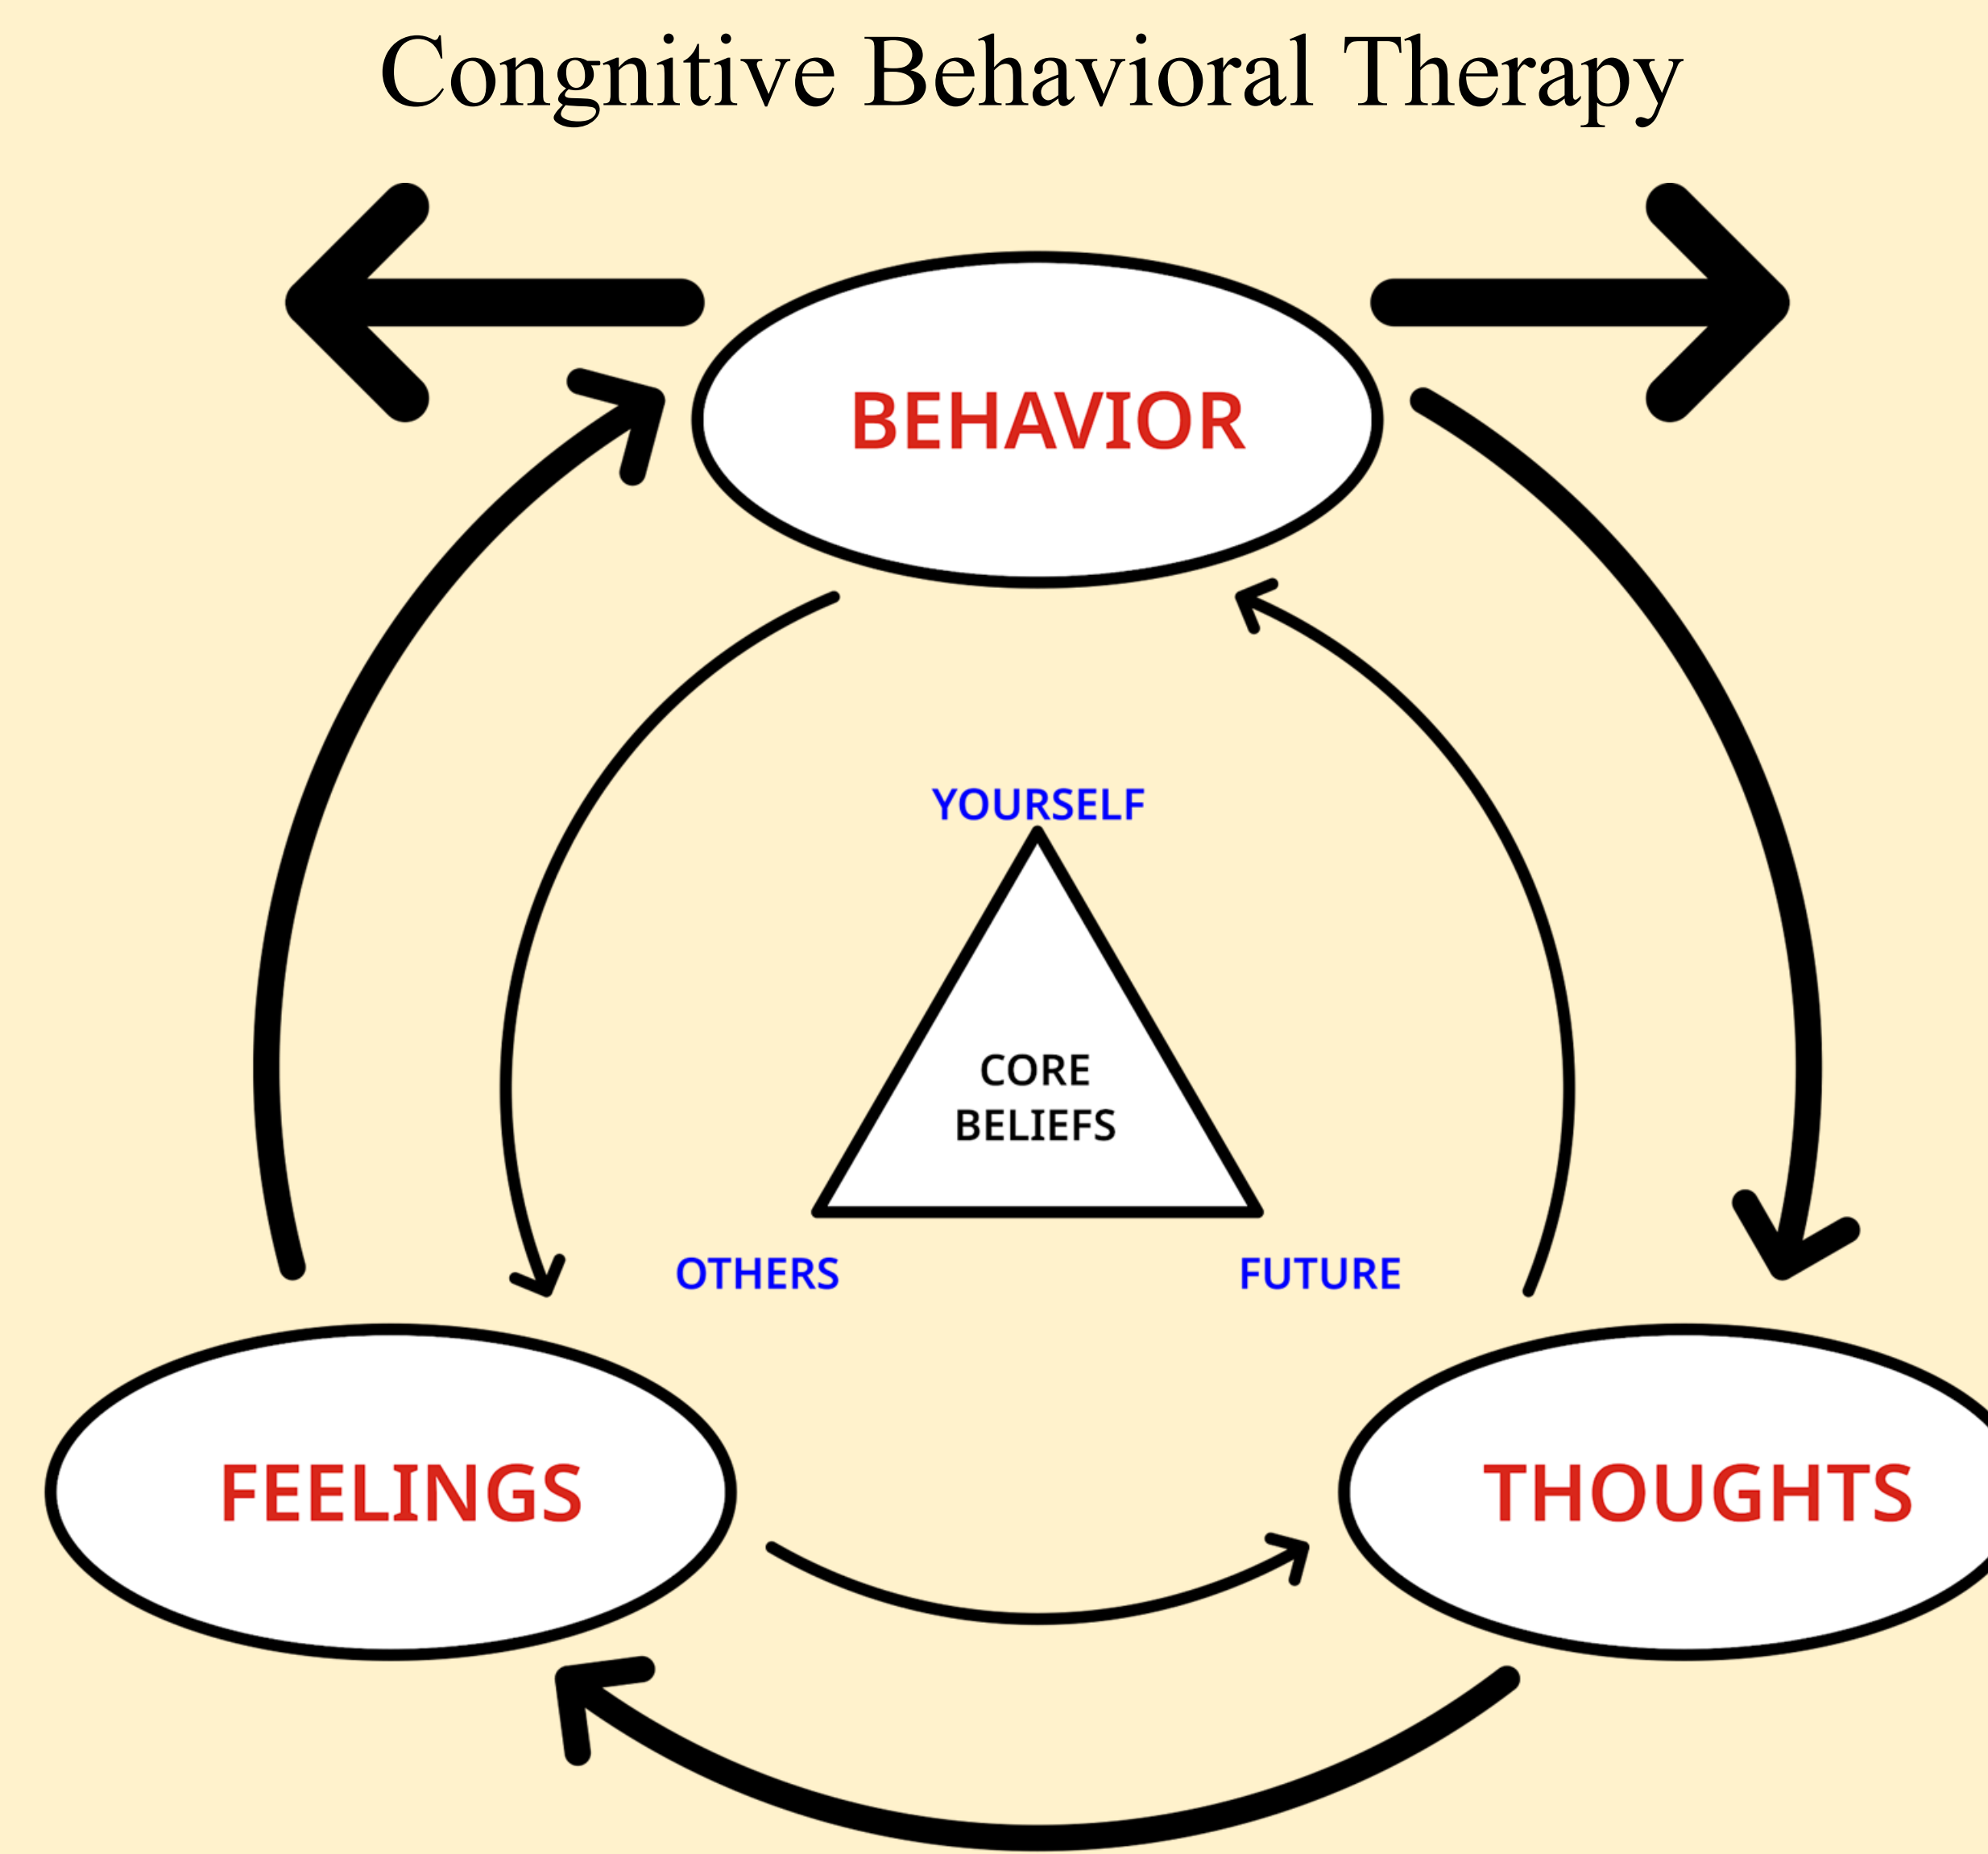 Congnitive Behavioral Therapy
BEHAVIOR
YOURSELF
CORE
BELIEFS
OTHERS
FUTURE
FEELINGS
THOUGHTS